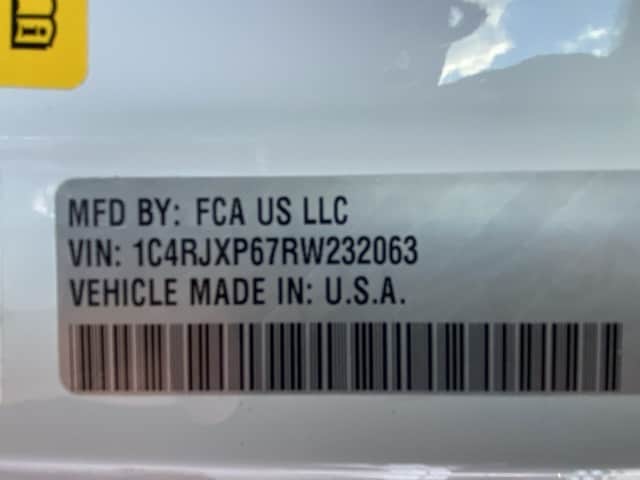 MFD BY: FCA US LLC
VIN: 1C4RJXP67RW232063
VEHICLE MADE IN: U.S.A.